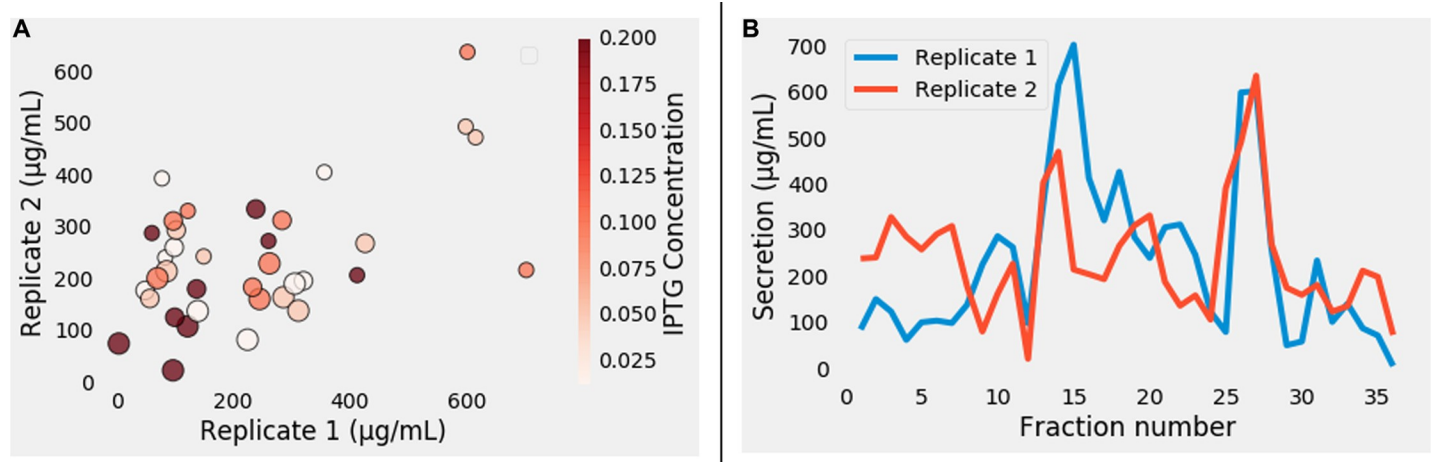 A
600
500
400
300
200
100
0
Replicate 2 (µg/mL)
0 200 400 600
Replicate 1 (µg/mL)
0.200
0.175
0.150
0.125
0.100
0.075
0.050
0.025
IPTG Concentration
B
700
600
500
400
300
200
100
0
Secretion (µg/mL)
Replicate 1
Replicate 2
0 5 10 15 20 25 30 35
Fraction number